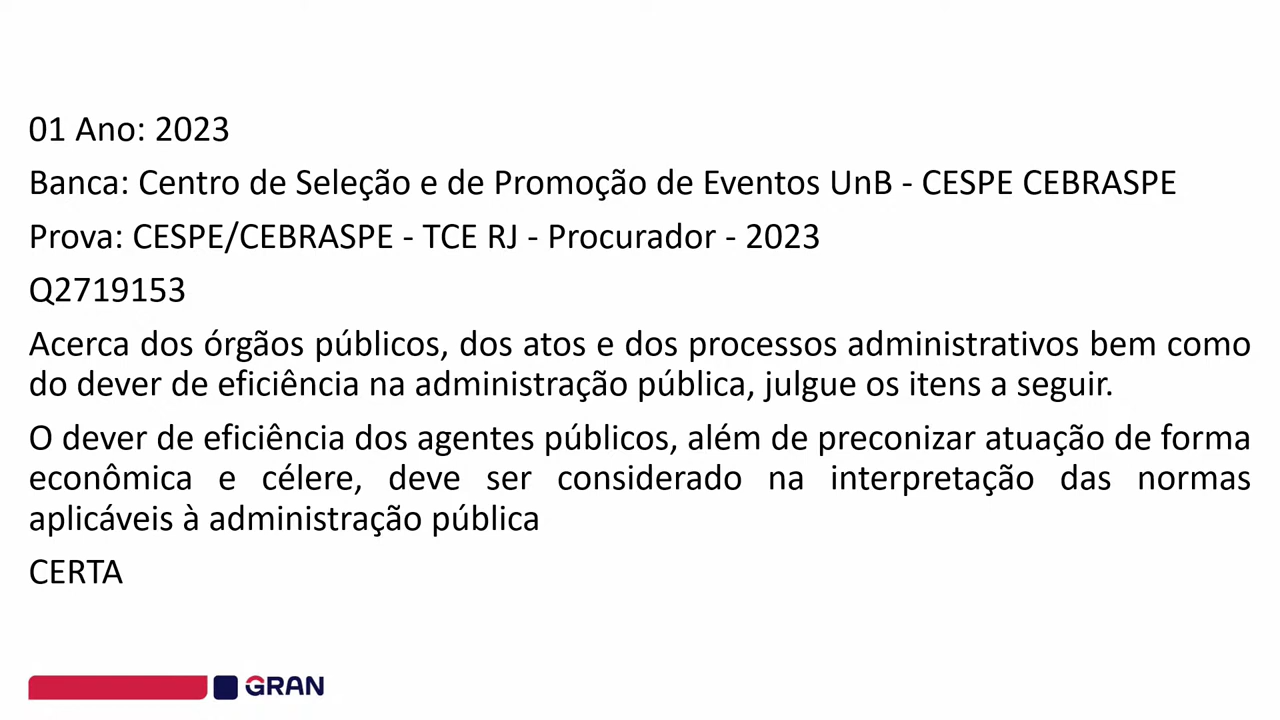 01 Ano: 2023
Banca: Centro de Seleção e de Promoção de Eventos UnB - CESPE CEBRASPE
Prova: CESPE/CEBRASPE - TCE RJ - Procurador - 2023
Q2719153
Acerca dos órgãos públicos, dos atos e dos processos administrativos bem como
do dever de eficiência na administração pública, julgue os itens a seguir.
O dever de eficiência dos agentes públicos, além de preconizar atuação de forma
econômica e célere, deve ser considerado na interpretação das normas
aplicáveis à administração pública
CERTA
GRAN